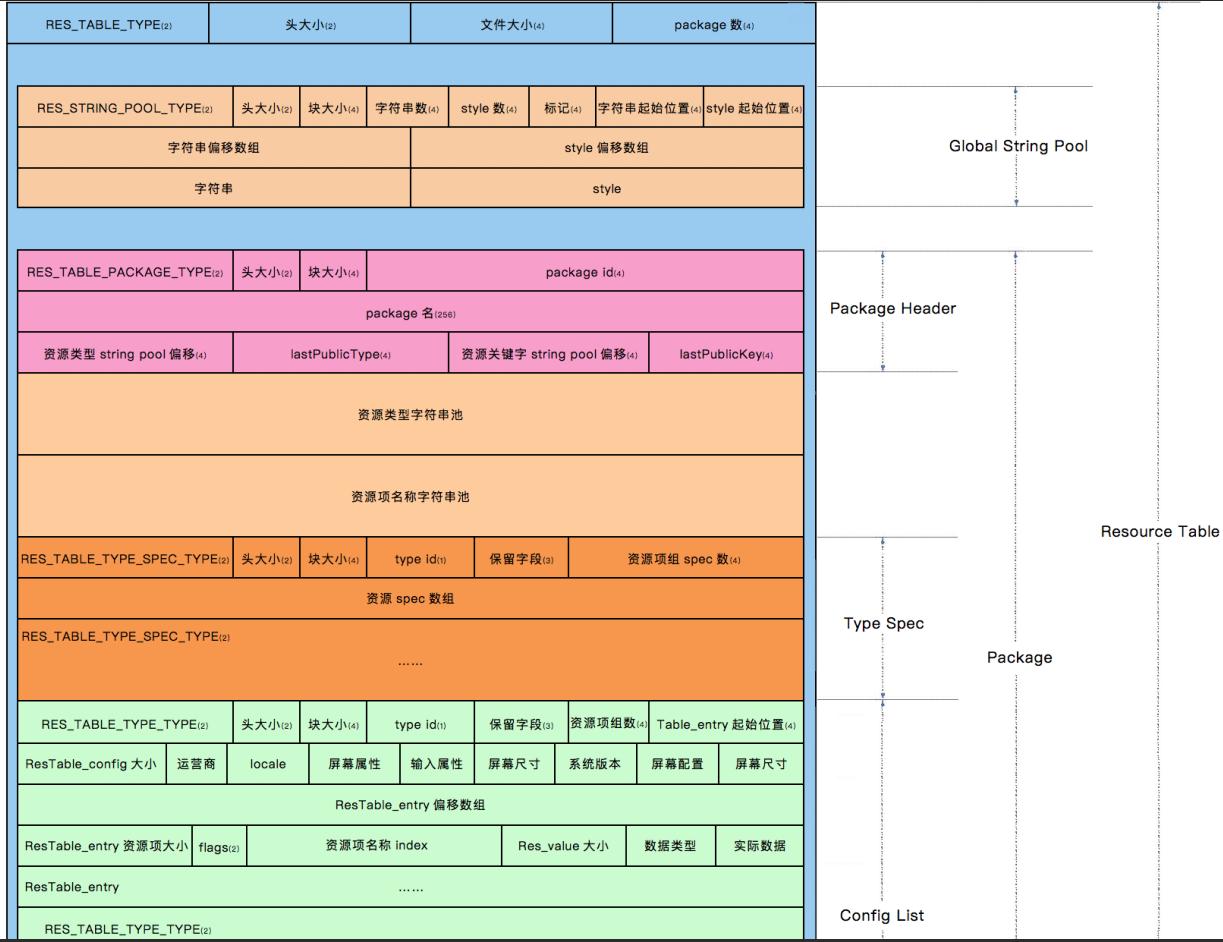 RES_TABLE_TYPE(2) 头大小(2) 文件大小(4) package 数(4)
RES_STRING_POOL_TYPE(2) 头大小(2) 块大小(4) 字符串数(4) style 数(4) 标记(4) 字符串起始位置(4) style 起始位置(4)
字符串偏移数组 style 偏移数组
Global String Pool
字符串 style
RES_TABLE_PACKAGE_TYPE(2) 头大小(2) 块大小(4) package id(4)
package 名(256)
Package Header
资源类型 string pool 偏移(4) lastPublicType(4) 资源关键字 string pool 偏移(4) lastPublicKey(4)
资源类型字符串池
资源项名称字符串池
Resource Table
RES_TABLE_TYPE_SPEC_TYPE(2) 头大小(2) 块大小(4) type id(1) 保留字段(3) 资源项组 spec 数(4)
资源 spec 数组
Type Spec
RES_TABLE_TYPE_SPEC_TYPE(2)
……
Package
RES_TABLE_TYPE_TYPE(2) 头大小(2) 块大小(4) type id(1) 保留字段(3) 资源项组数(4) Table_entry 起始位置(4)
ResTable_config 大小 运营商 locale 屏幕属性 输入属性 屏幕尺寸 系统版本 屏幕配置 屏幕尺寸
ResTable_entry 偏移数组
ResTable_entry 资源项大小 flags(2) 资源项名称 index Res_value 大小 数据类型 实际数据
ResTable_entry ……
Config List
RES_TABLE_TYPE_TYPE(2)